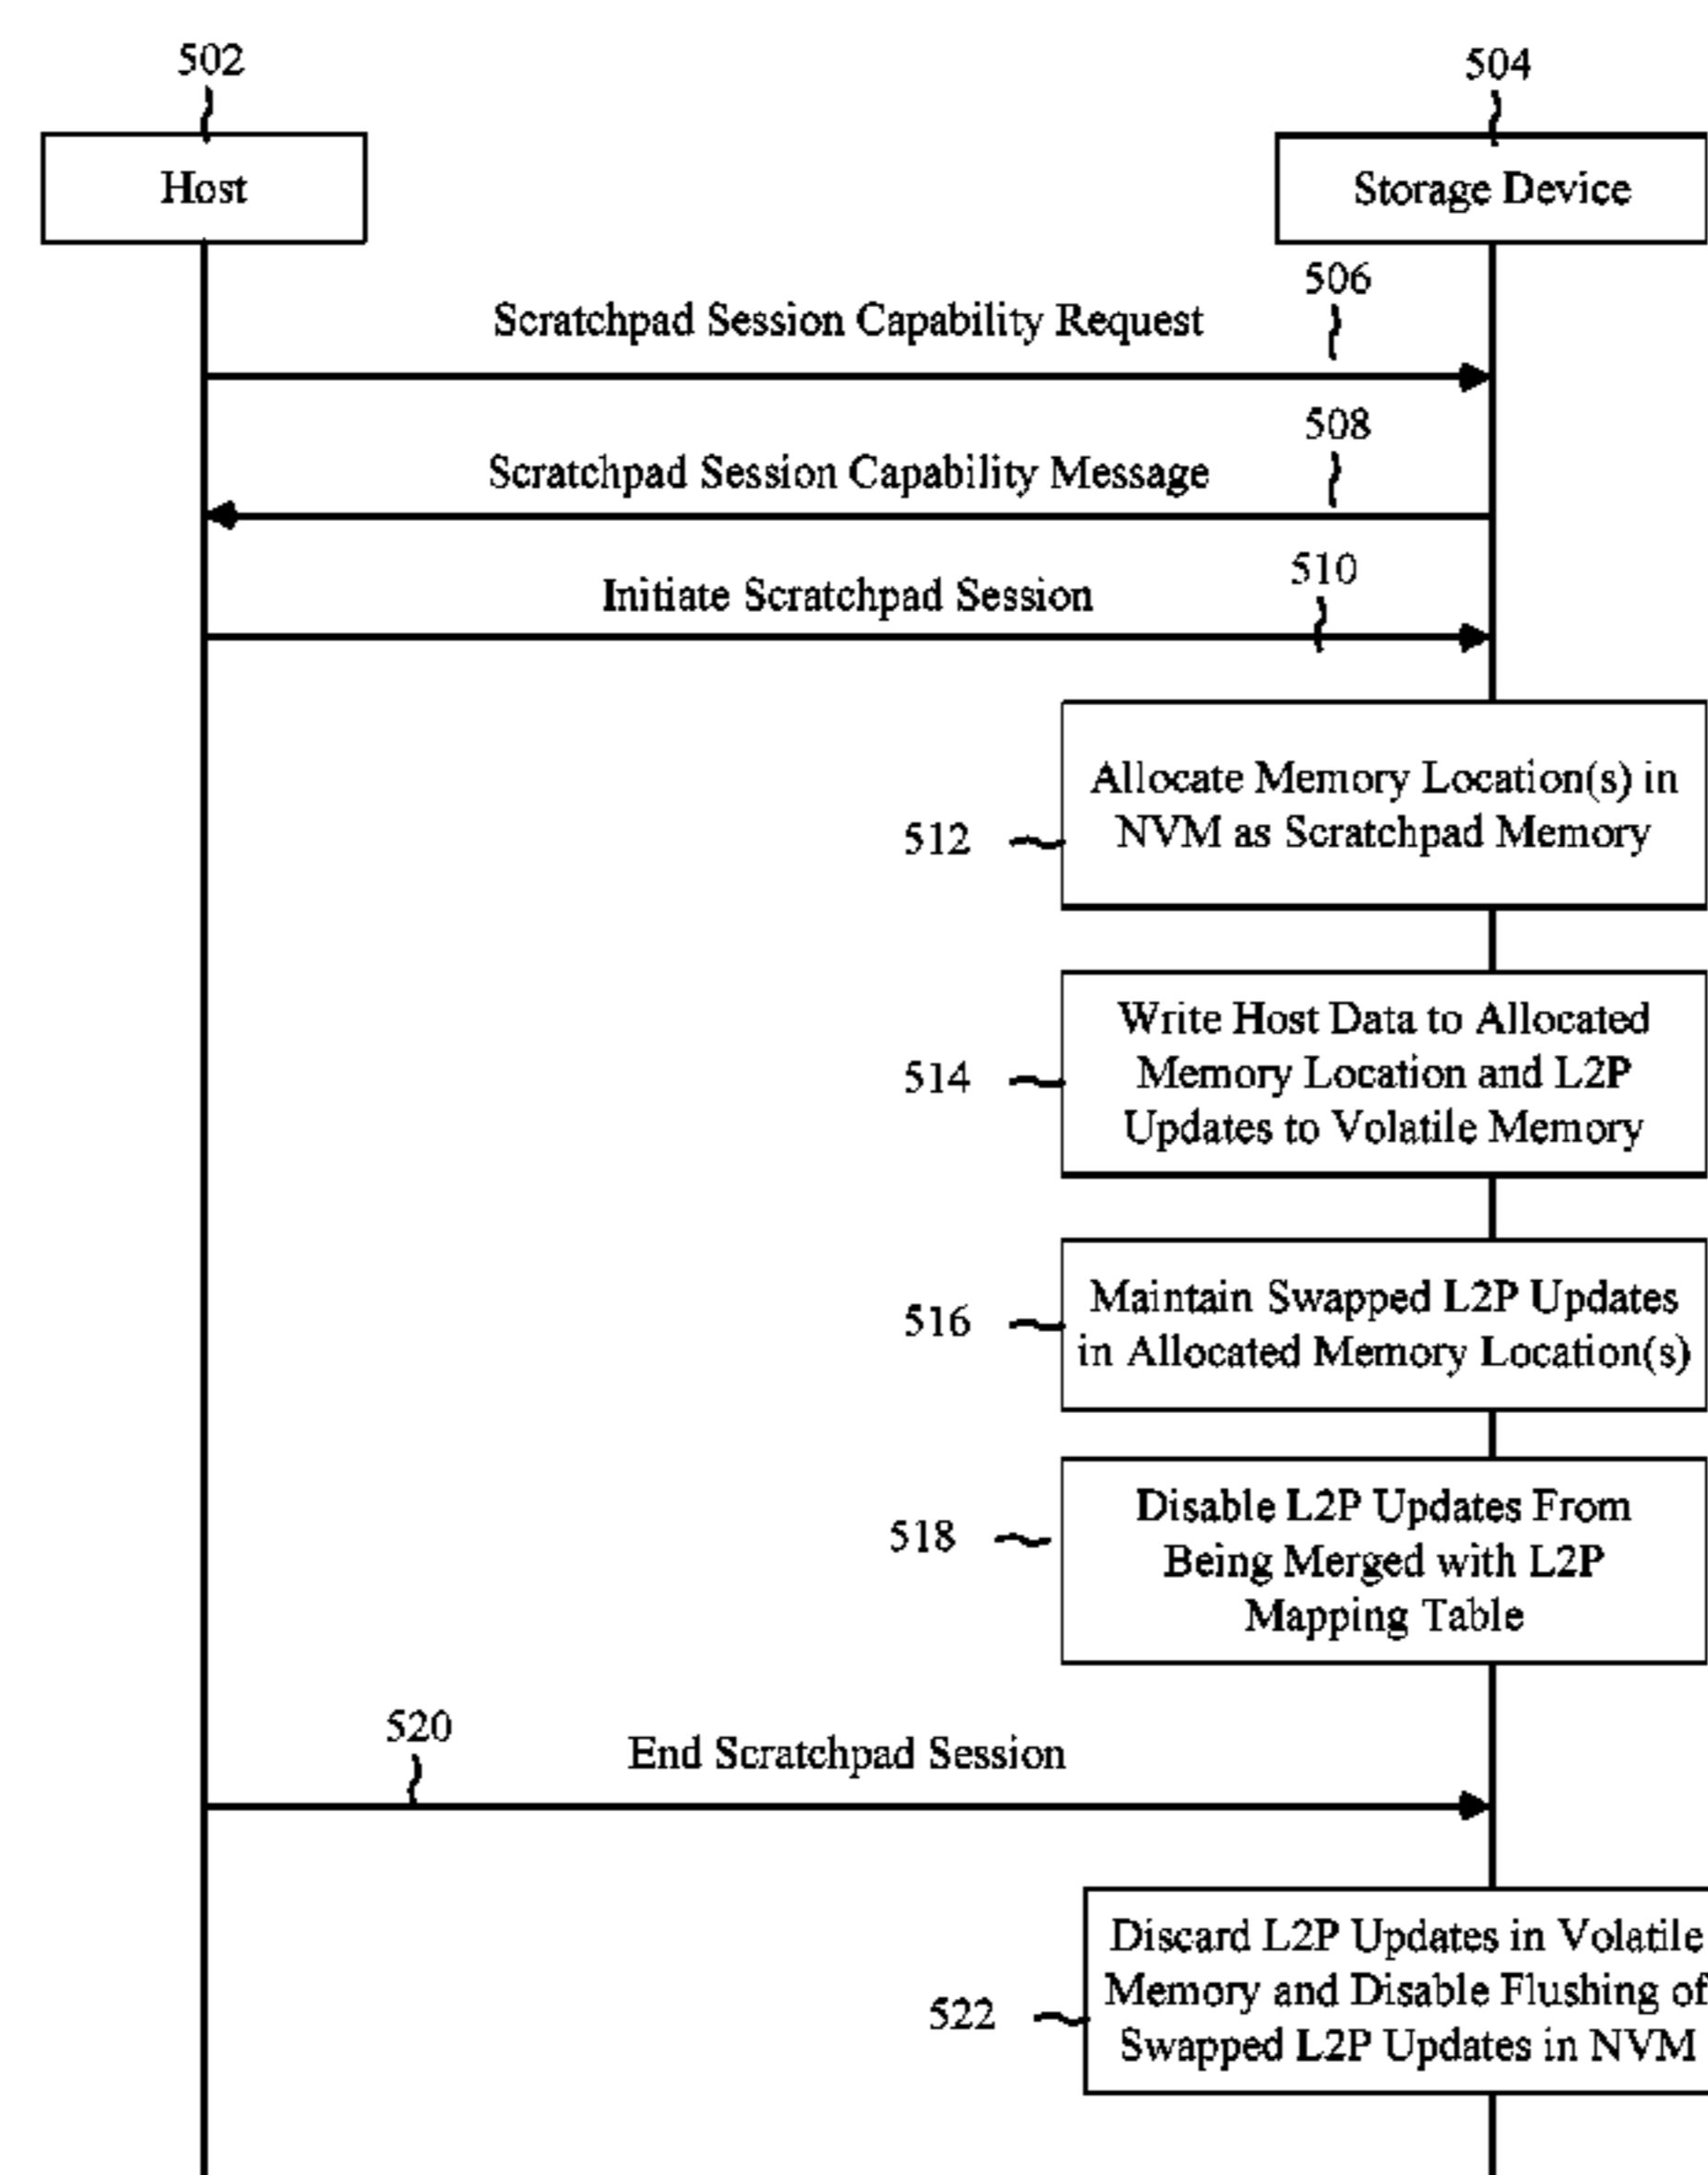 502
504
Host
Storage Device
506
Scratchpad Session Capability Request
508
Scratchpad Session Capability Message
510
Initiate Scratchpad Session
Allocate Memory Location(s) in
NVM as Scratchpad Memory
512
Write Host Data to Allocated
Memory Location and L2P
Updates to Volatile Memory
514
Maintain Swapped L2P Updates
in Allocated Memory Location(s)
516
Disable L2P Updates From
Being Merged with L2P
Mapping Table
518
520
End Scratchpad Session
Discard L2P Updates in Volatile
Memory and Disable Flushing of
Swapped L2P Updates in NVM
522